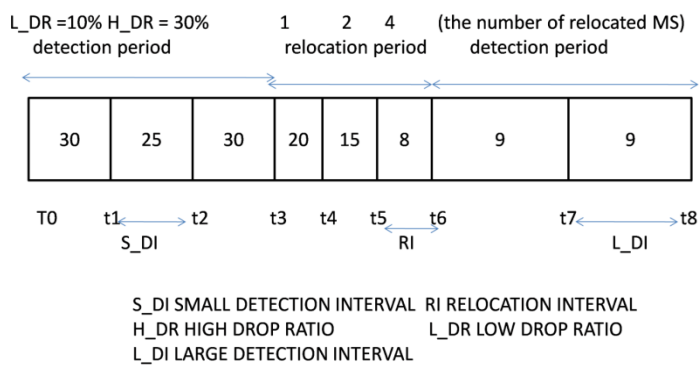 L_DR =10% H_DR = 30% 1 2 4 (the number of relocated MS)
detection period relocation period detection period
30 25 30 20 15 8 9 9
T0 t1 t2 t3 t4 t5 t6 t7 t8
S_DI RI L_DI
S_DI SMALL DETECTION INTERVAL RI RELOCATION INTERVAL
H_DR HIGH DROP RATIO L_DR LOW DROP RATIO
L_DI LARGE DETECTION INTERVAL